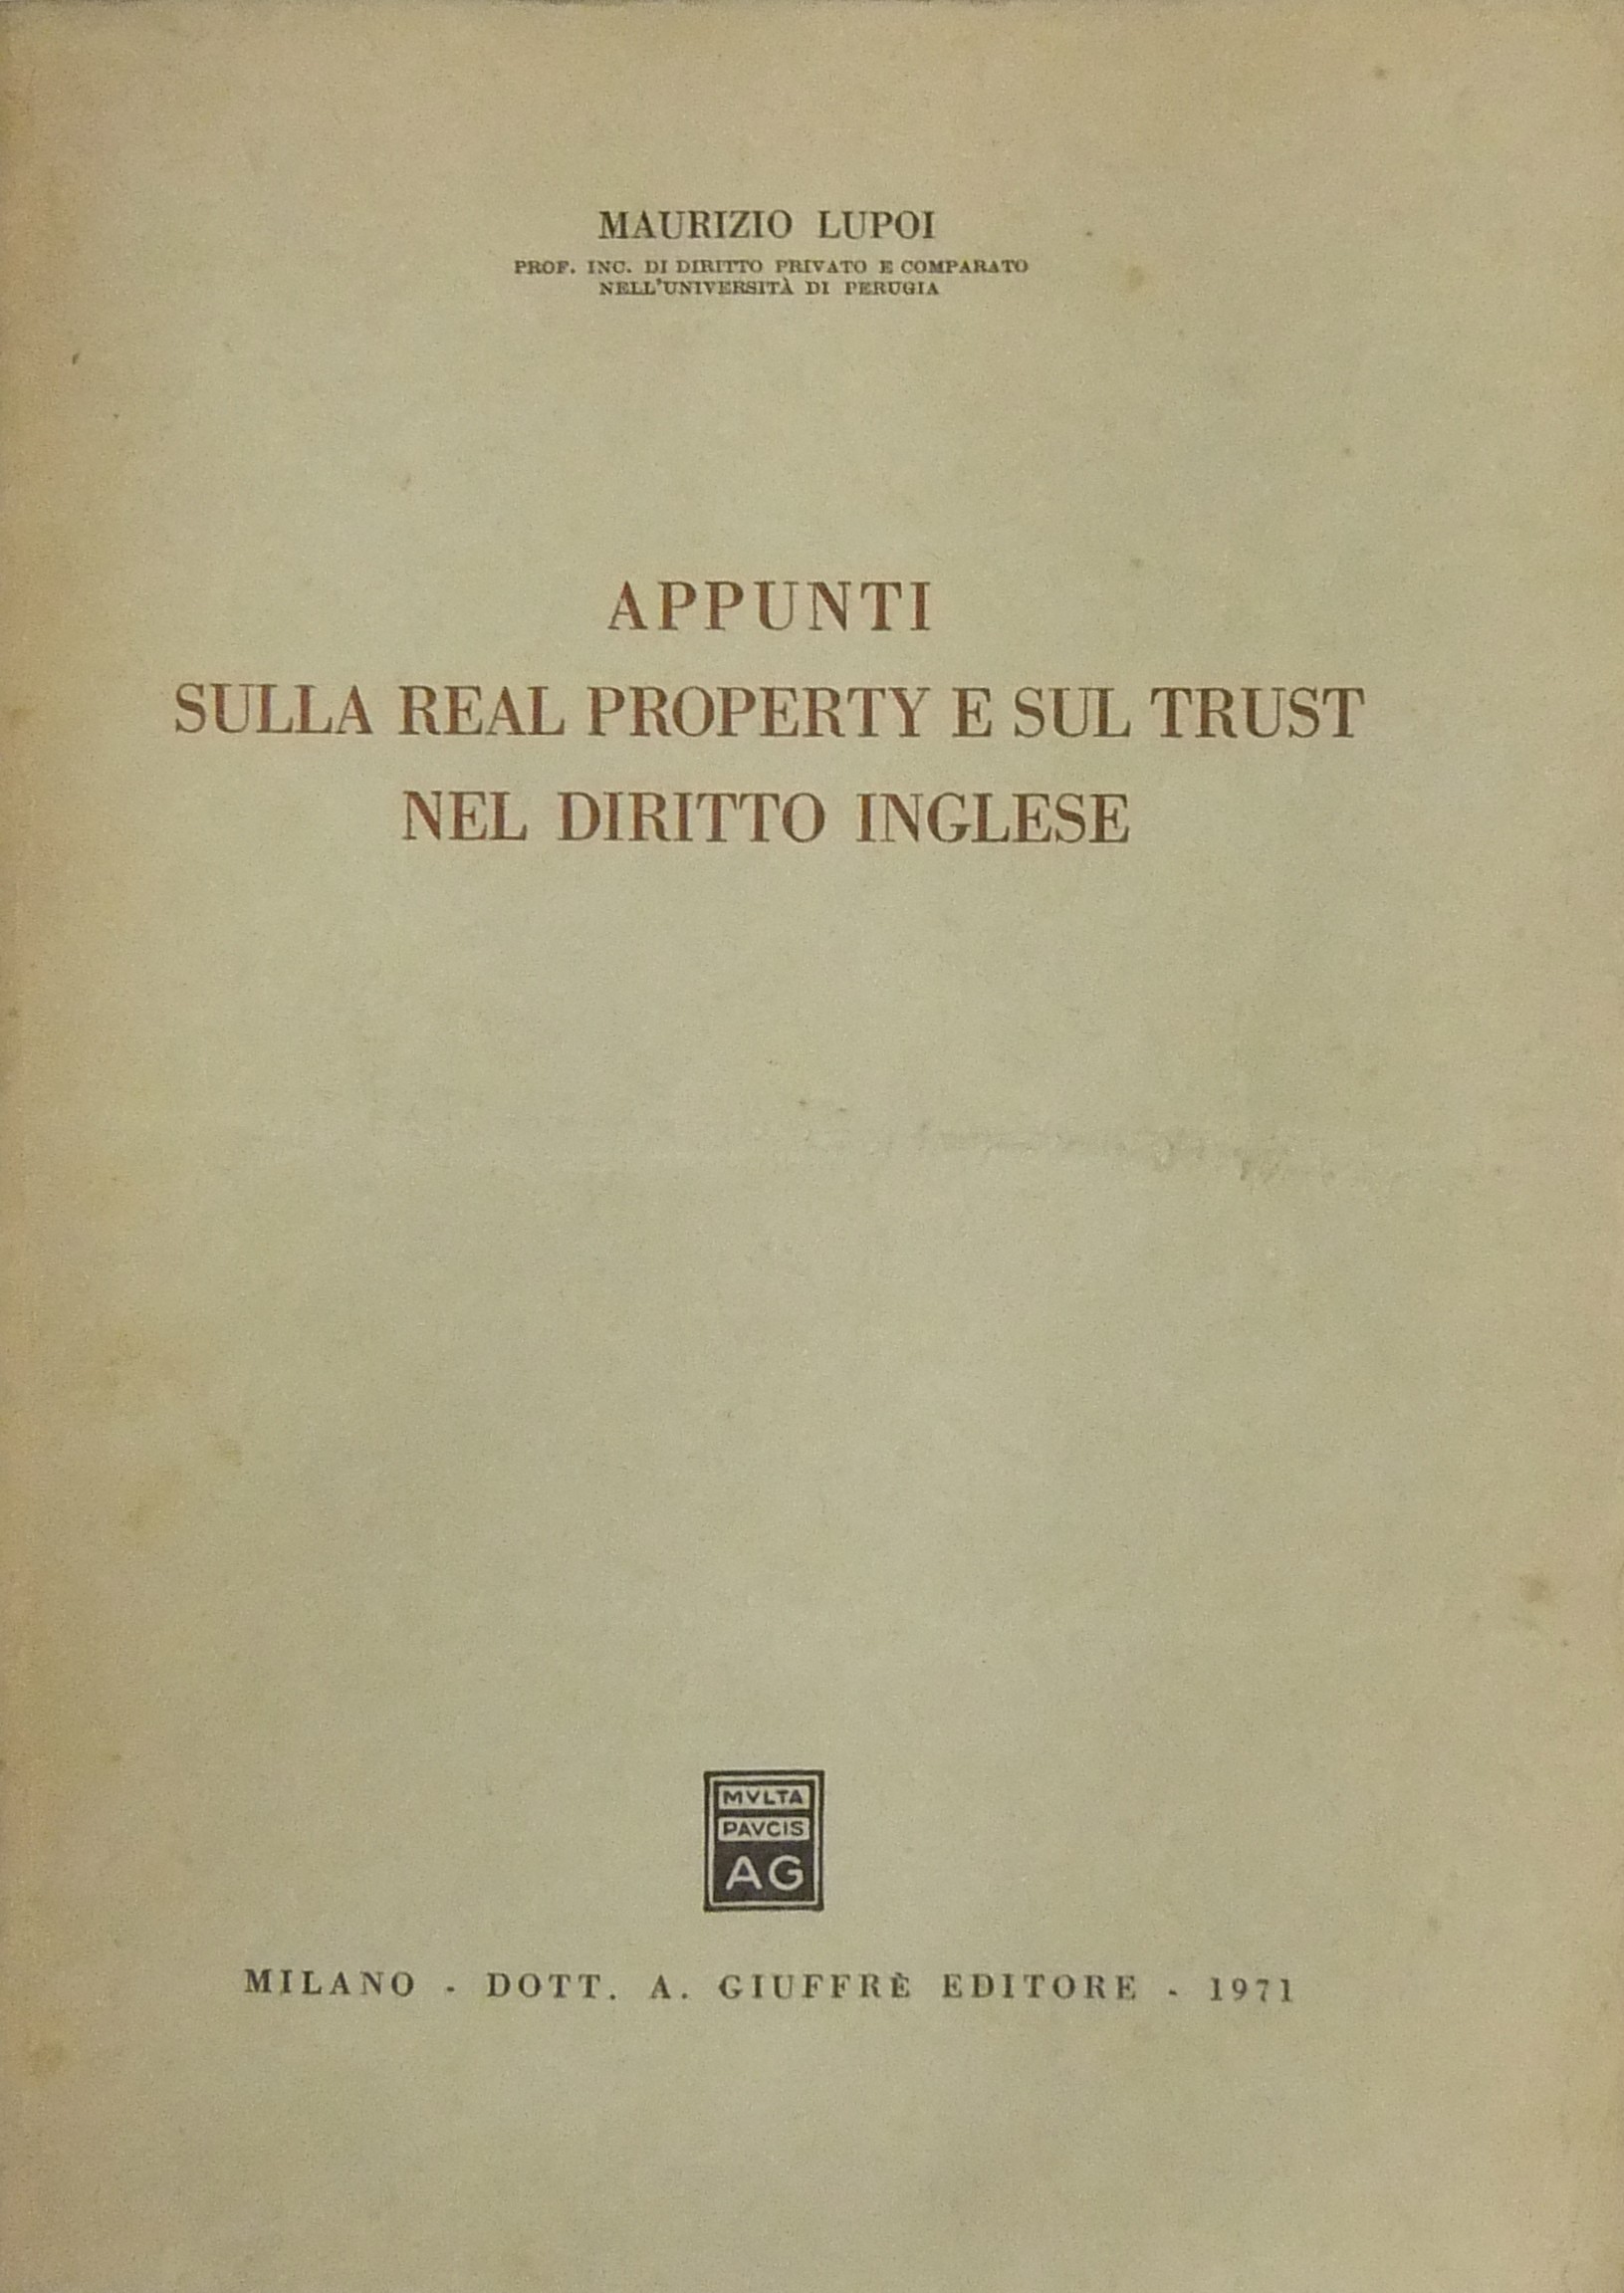 MAURIZIO LUPOI
PROF. INC. DI DIRITTO PRIVATO E COMPARATO
NELL'UNIVERSITÀ DI PERUGIA
APPUNTI
SULLA REAL PROPERTY E SUL TRUST
NEL DIRITTO INGLESE
MVLTA
PAVCIS
AG
MILANO - DOTT. A. GIUFFRÈ EDITORE - 1971